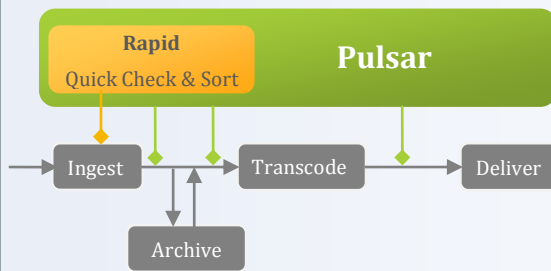 Rapid
Quick Check & Sort
Pulsar
Ingest
Transcode
Deliver
Archive